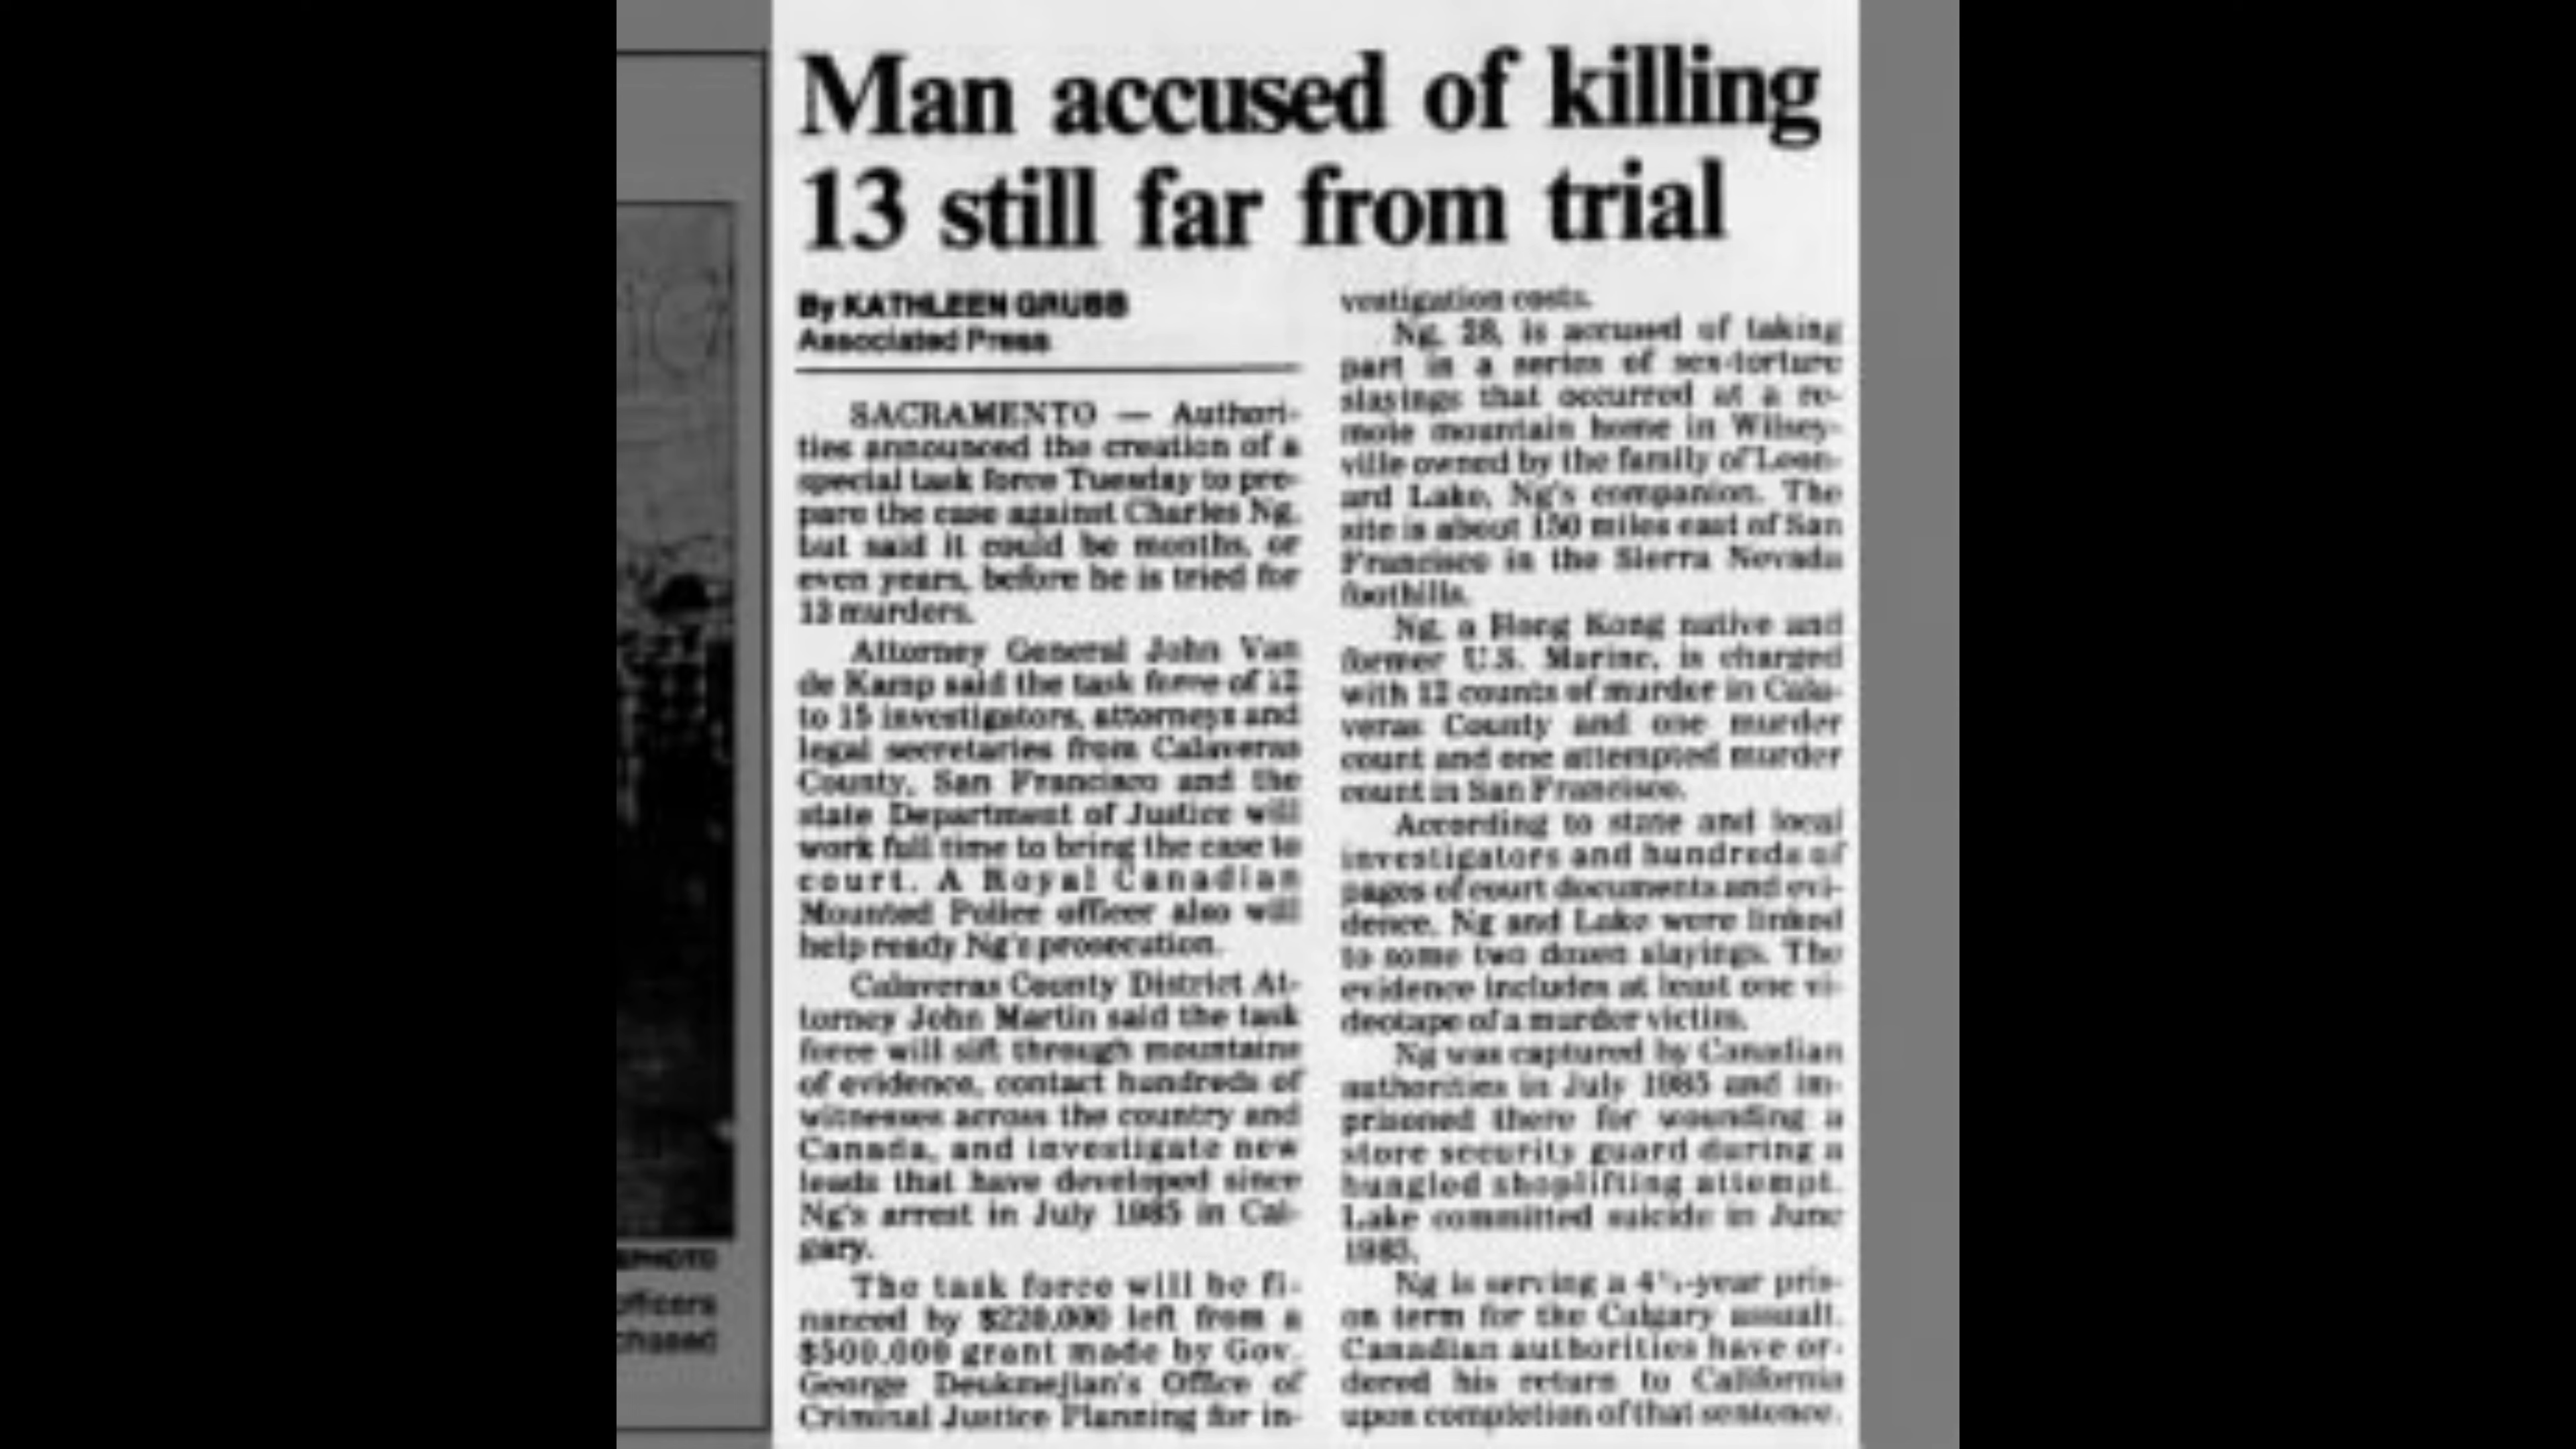 Man accused of killing
13 still far from trial
By KATHLEEN GRUBB
Associated Press
SACRAMENTO — Authori-
ties announced the creation of a
special task force Tuesday to pre-
pare the case against Charles Ng,
but said it could be months, or
even years, before he is tried for
13 murders.
Attorney General John Van
de Kamp said the task force of 12
to 15 investigators, attorneys and
legal secretaries from Calaveras
County, San Francisco and the
state Department of Justice will
work full time to bring the case to
court. A Royal Canadian
Mounted Police officer also will
help ready Ng's prosecution.
Calaveras County District At-
torney John Martin said the task
force will sift through mountains
of evidence, contact hundreds of
witnesses across the country and
Canada, and investigate new
leads that have developed since
Ng's arrest in July 1985 in Cal-
gary.
The task force will be fi-
nanced by $220,000 left from a
$500,000 grant made by Gov.
George Deukmejian's Office of
Criminal Justice Planning for in-
vestigation costs.
Ng, 28, is accused of taking
part in a series of sex-torture
slayings that occurred at a re-
mote mountain home in Wilsey-
ville owned by the family of Leon-
ard Lake, Ng's companion. The
site is about 150 miles east of San
Francisco in the Sierra Nevada
foothills.
Ng, a Hong Kong native and
former U.S. Marine, is charged
with 12 counts of murder in Cala-
veras County and one murder
count and one attempted murder
count in San Francisco.
According to state and local
investigators and hundreds of
pages of court documents and evi-
dence, Ng and Lake were linked
to some two dozen slayings. The
evidence includes at least one vi-
deotape of a murder victim.
Ng was captured by Canadian
authorities in July 1985 and im-
prisoned there for wounding a
store security guard during a
bungled shoplifting attempt.
Lake committed suicide in June
1985.
Ng is serving a 4½-year pris-
on term for the Calgary assault.
Canadian authorities have or-
dered his return to California
upon completion of that sentence.
EPHOTO
officers
chased